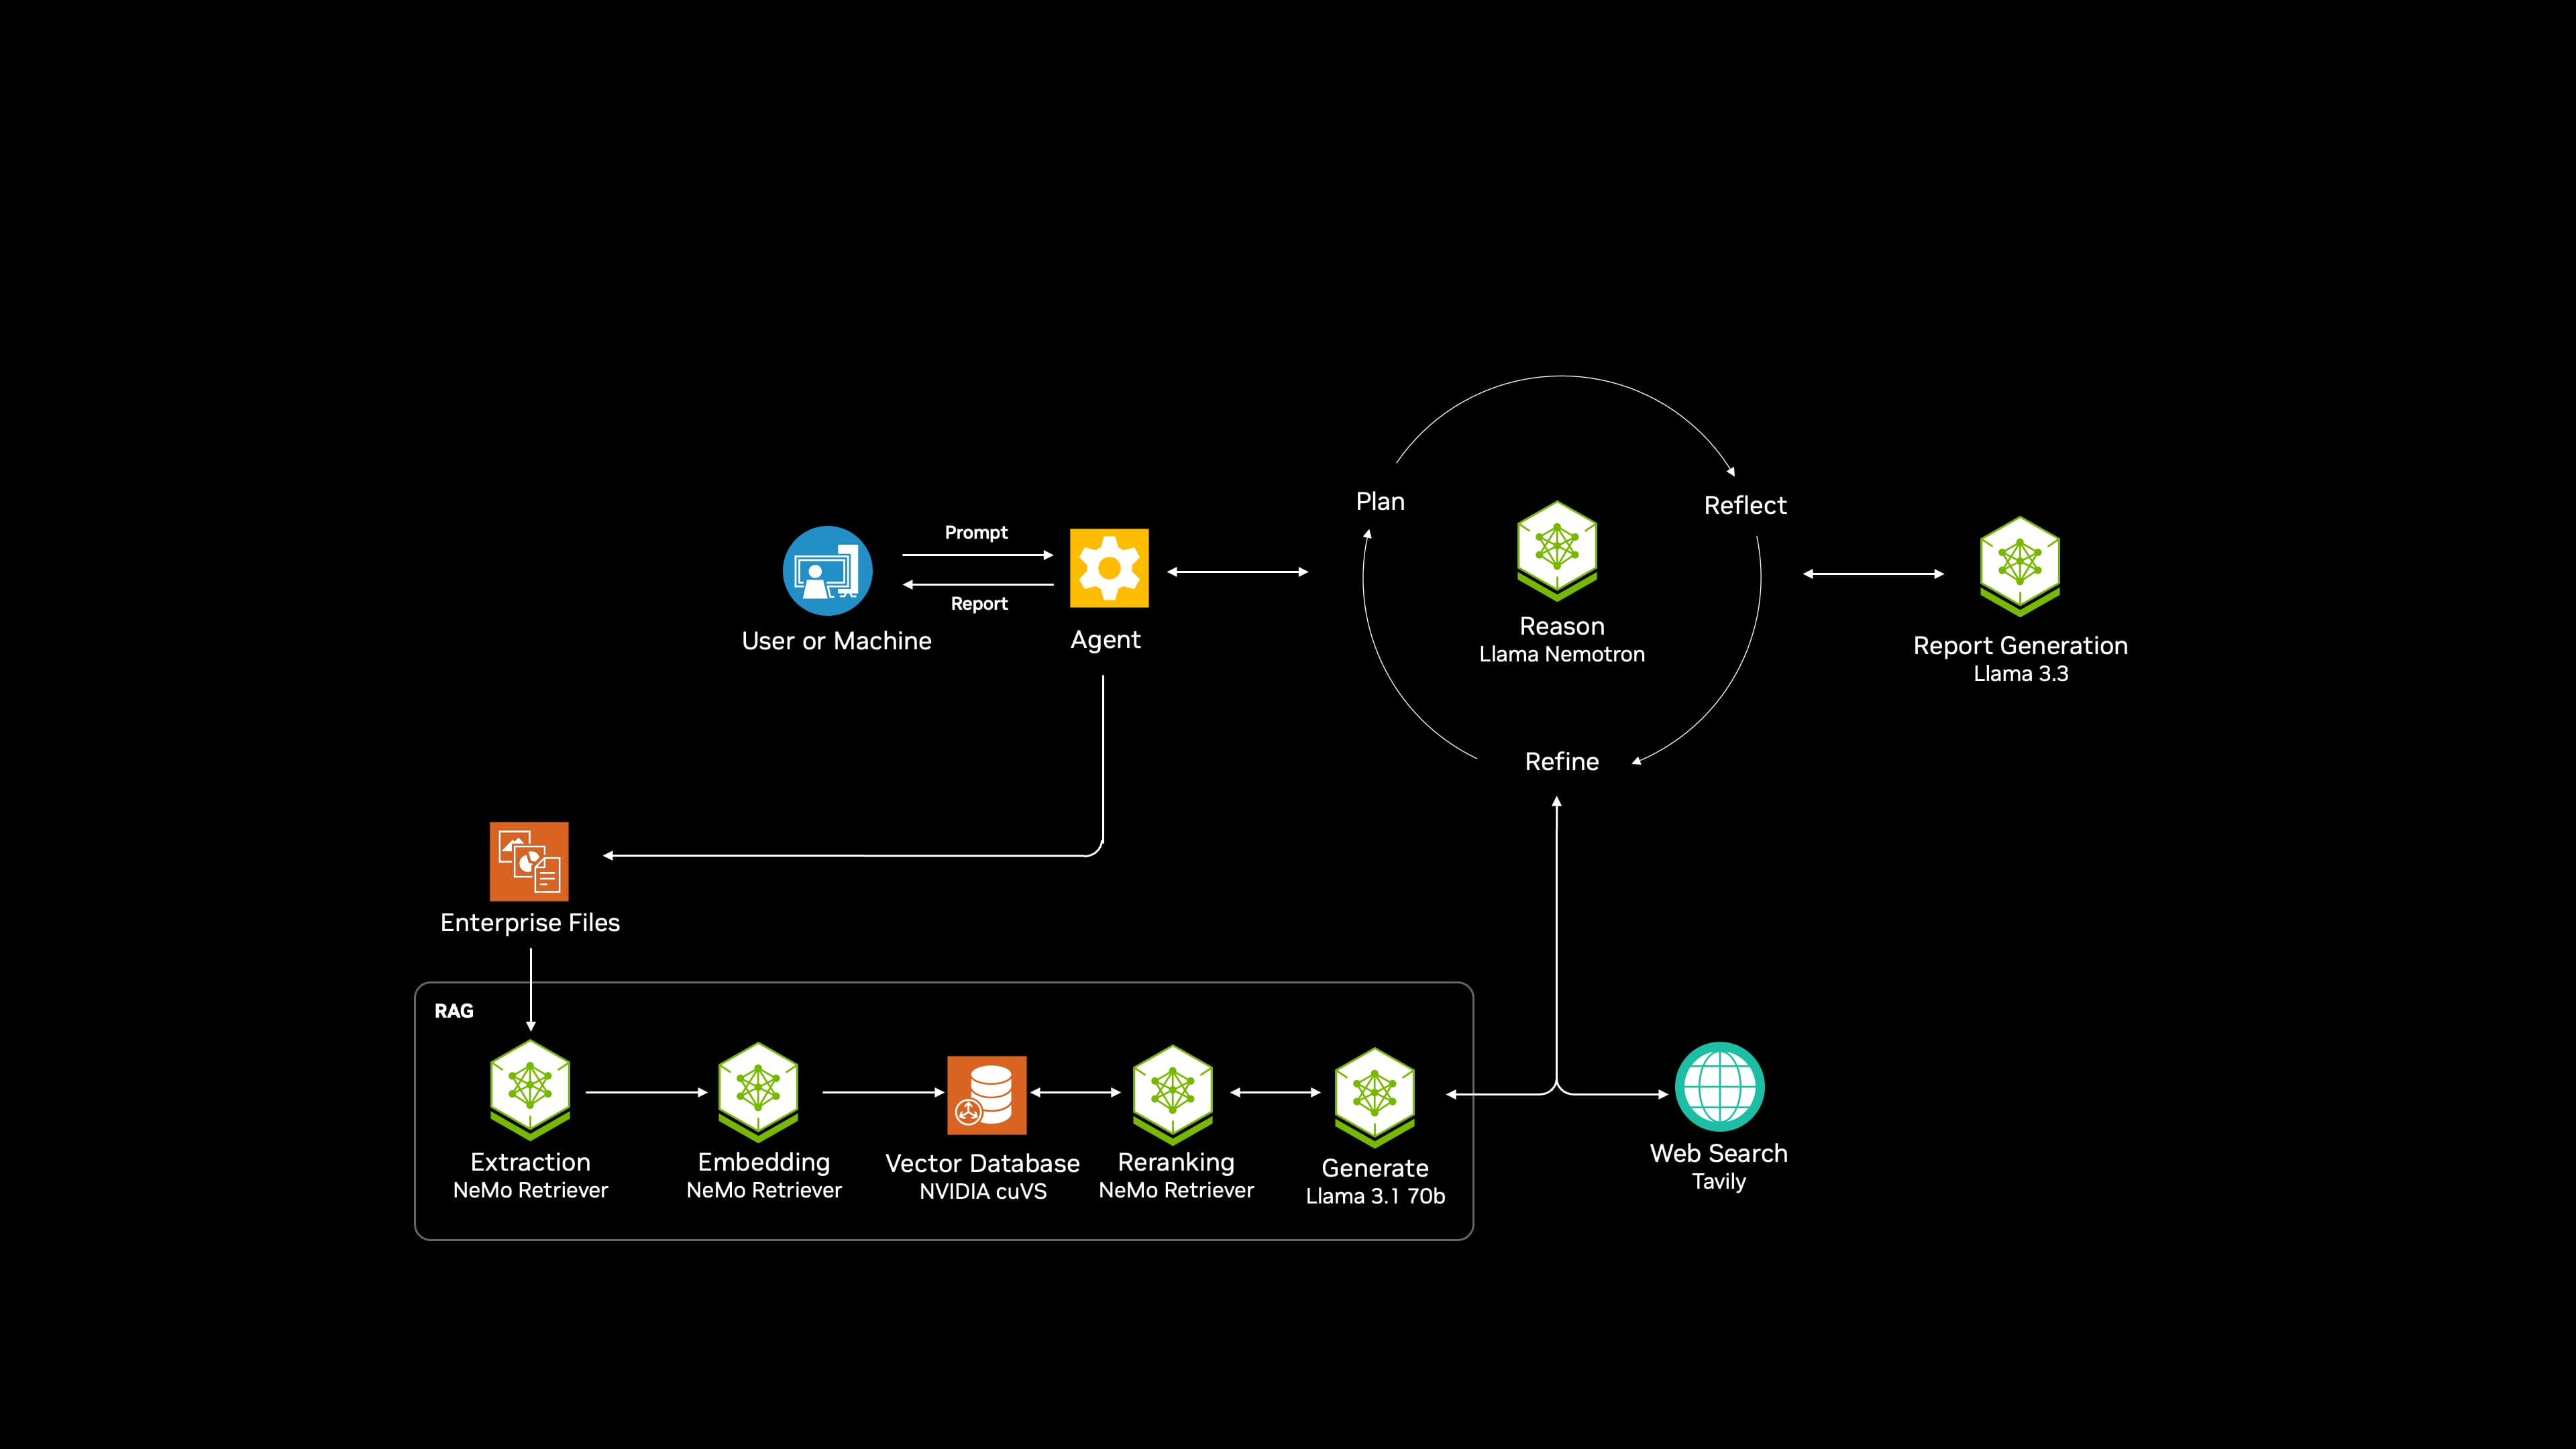 Plan
Reflect
Prompt
Report
User or Machine
Agent
Reason
Llama Nemotron
Report Generation
Llama 3.3
Refine
Enterprise Files
RAG
Extraction
NeMo Retriever
Embedding
NeMo Retriever
Vector Database
NVIDIA cuVS
Reranking
NeMo Retriever
Generate
Llama 3.1 70b
Web Search
Tavily